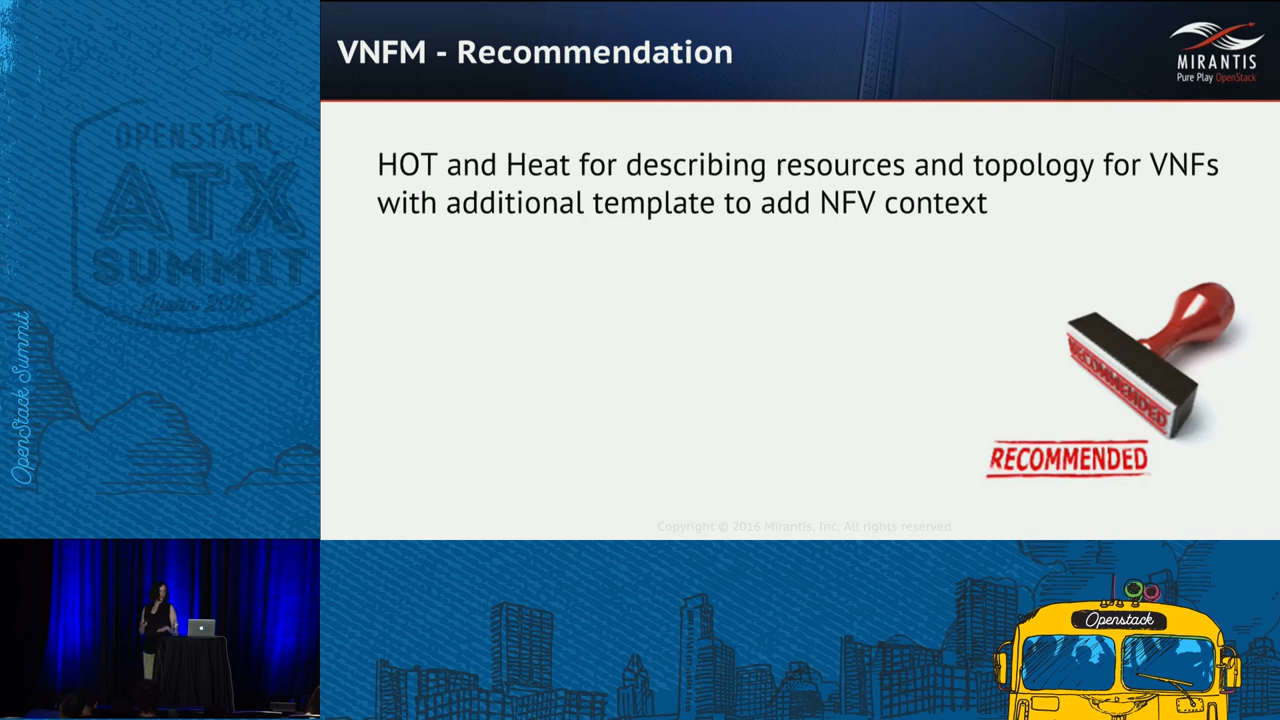 VNFM - Recommendation
MIRANTIS
Pure Play OpenStack
HOT and Heat for describing resources and topology for VNFs
with additional template to add NFV context
RECOMMENDED
RECOMMENDED
Copyright © 2016 Mirantis, Inc. All rights reserved
OPENSTACK
ATX
SUMMIT
Austin 2016
OpenStack Summit
Openstack